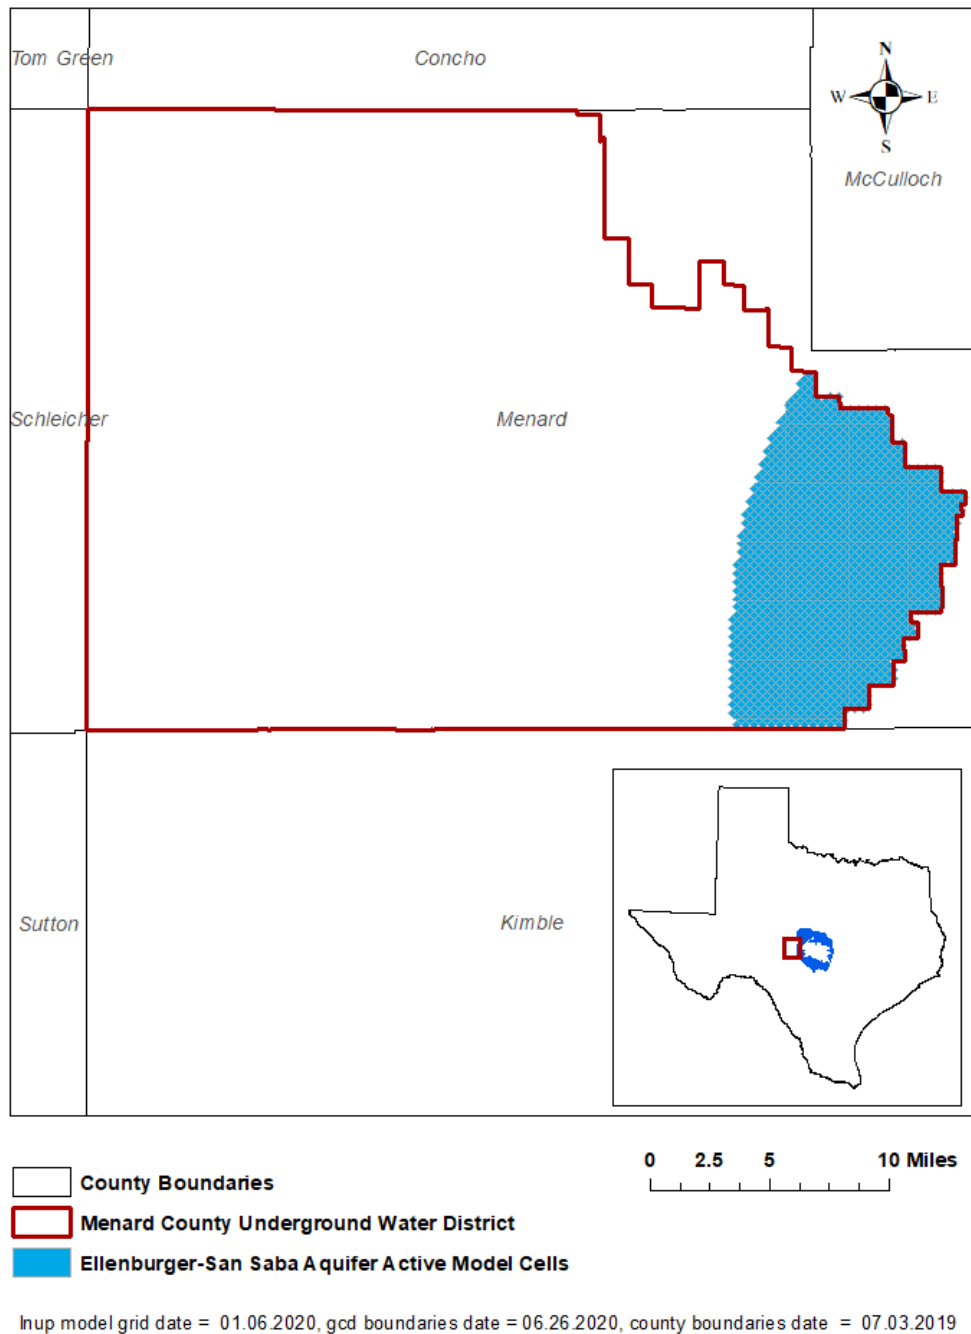 Tom Green
Concho
N
W
E
S
McCulloch
Schleicher
Menard
Sutton
Kimble
0 2.5 5 10 Miles
County Boundaries
Menard County Underground Water District
Ellenburger-San Saba Aquifer Active Model Cells
lnup model grid date = 01.06.2020, gcd boundaries date = 06.26.2020, county boundaries date = 07.03.2019